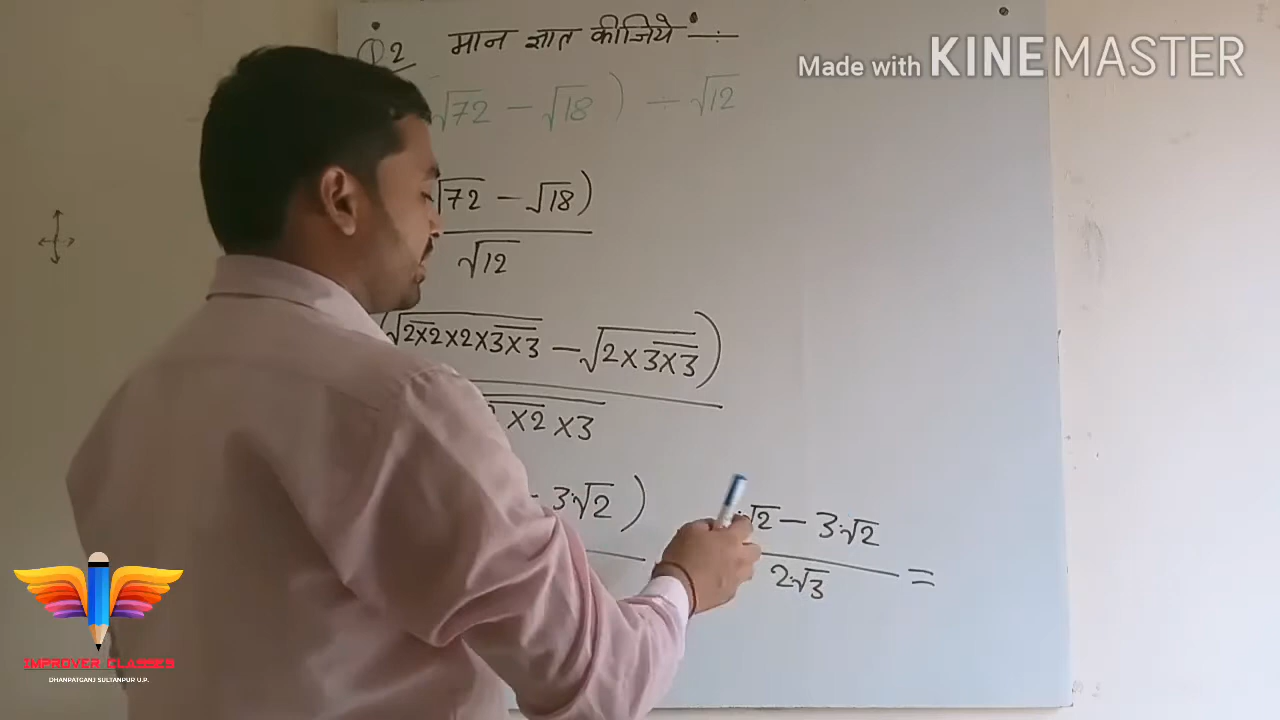 Q2 मान ज्ञात कीजिये ÷
Made with KINEMASTER
√72 − √18 ) ÷ √12
√72 − √18 )
√12
(√2×2×2×3×3 − √2×3×3 )
×2 ×3
− 3·√2 )
·√2 − 3·√2
2·√3 =
IMPROVER CLASSES
DHANPATGANJ SULTANPUR U.P.